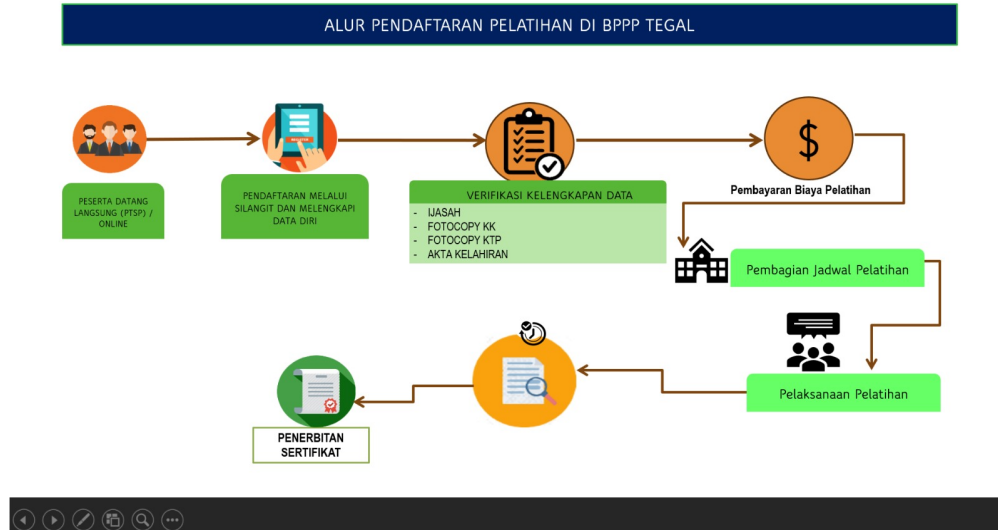 ALUR PENDAFTARAN PELATIHAN DI BPPP TEGAL
PESERTA DATANG
LANGSUNG (PTSP) /
ONLINE
PENDAFTARAN MELALUI
SILANGIT DAN MELENGKAPI
DATA DIRI
VERIFIKASI KELENGKAPAN DATA
- IJASAH
- FOTOCOPY KK
- FOTOCOPY KTP
- AKTA KELAHIRAN
$
Pembayaran Biaya Pelatihan
Pembagian Jadwal Pelatihan
Pelaksanaan Pelatihan
PENERBITAN
SERTIFIKAT